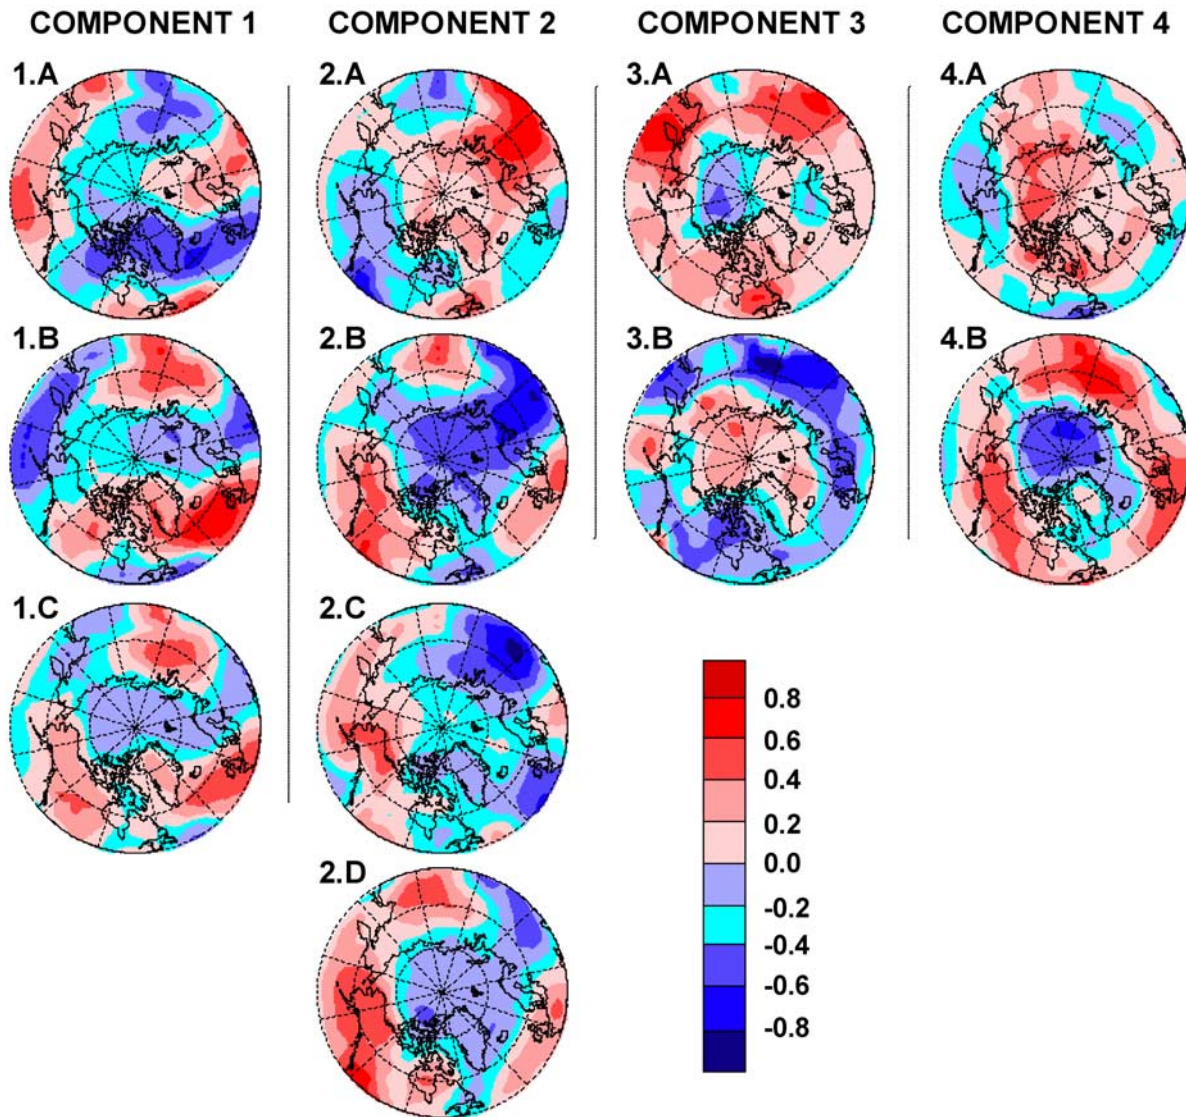 COMPONENT 1 COMPONENT 2 COMPONENT 3 COMPONENT 4
1.A 2.A 3.A 4.A
1.B 2.B 3.B 4.B
1.C 2.C
0.8
0.6
0.4
0.2
0.0
-0.2
-0.4
-0.6
-0.8
2.D